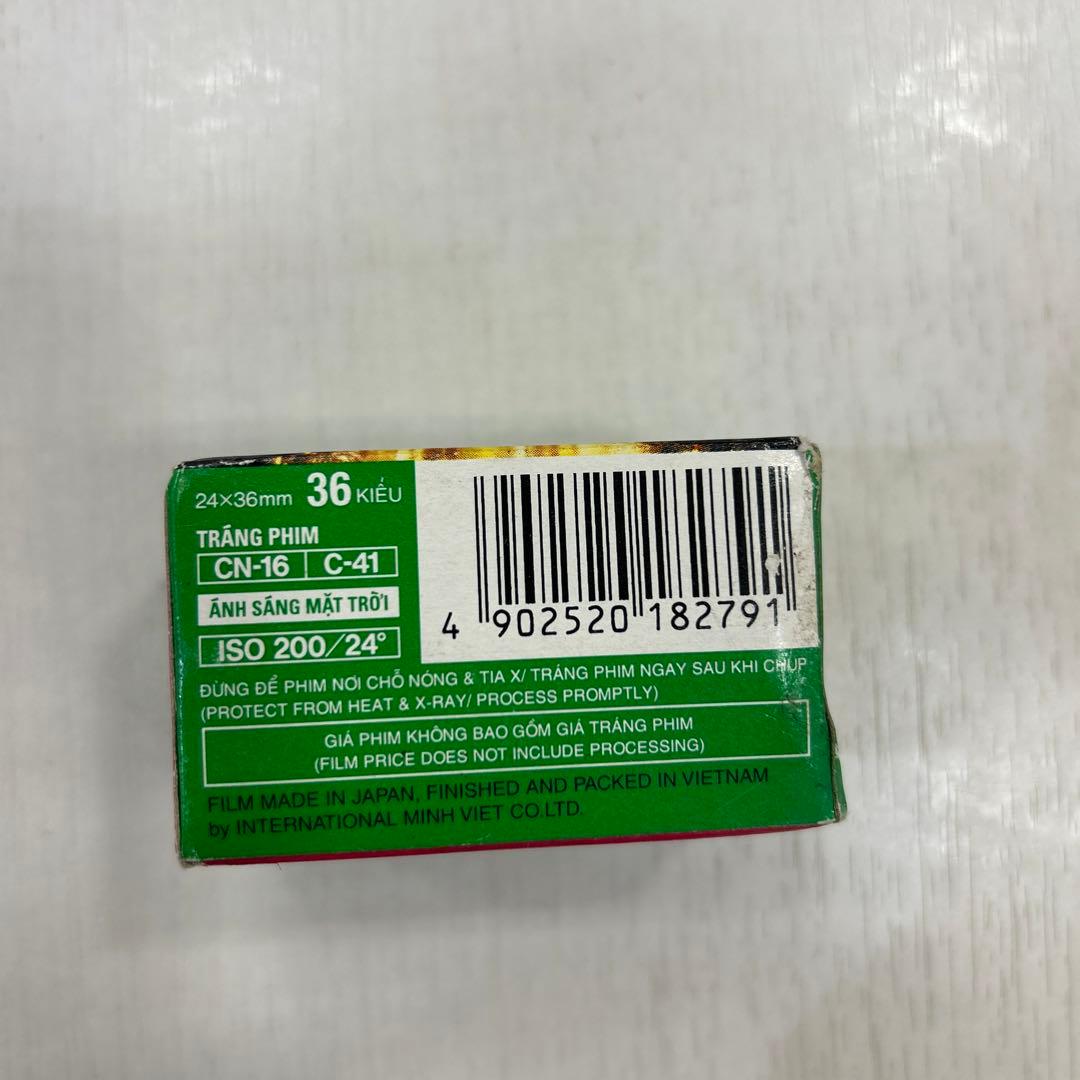 24×36mm 36 KIỂU
TRÁNG PHIM
CN-16 C-41
ÁNH SÁNG MẶT TRỜI
ISO 200/24°
4 902520 182791
ĐỪNG ĐỂ PHIM NƠI CHỖ NÓNG & TIA X/ TRÁNG PHIM NGAY SAU KHI CHỤP
(PROTECT FROM HEAT & X-RAY/ PROCESS PROMPTLY)
GIÁ PHIM KHÔNG BAO GỒM GIÁ TRÁNG PHIM
(FILM PRICE DOES NOT INCLUDE PROCESSING)
FILM MADE IN JAPAN, FINISHED AND PACKED IN VIETNAM
by INTERNATIONAL MINH VIET CO.LTD.